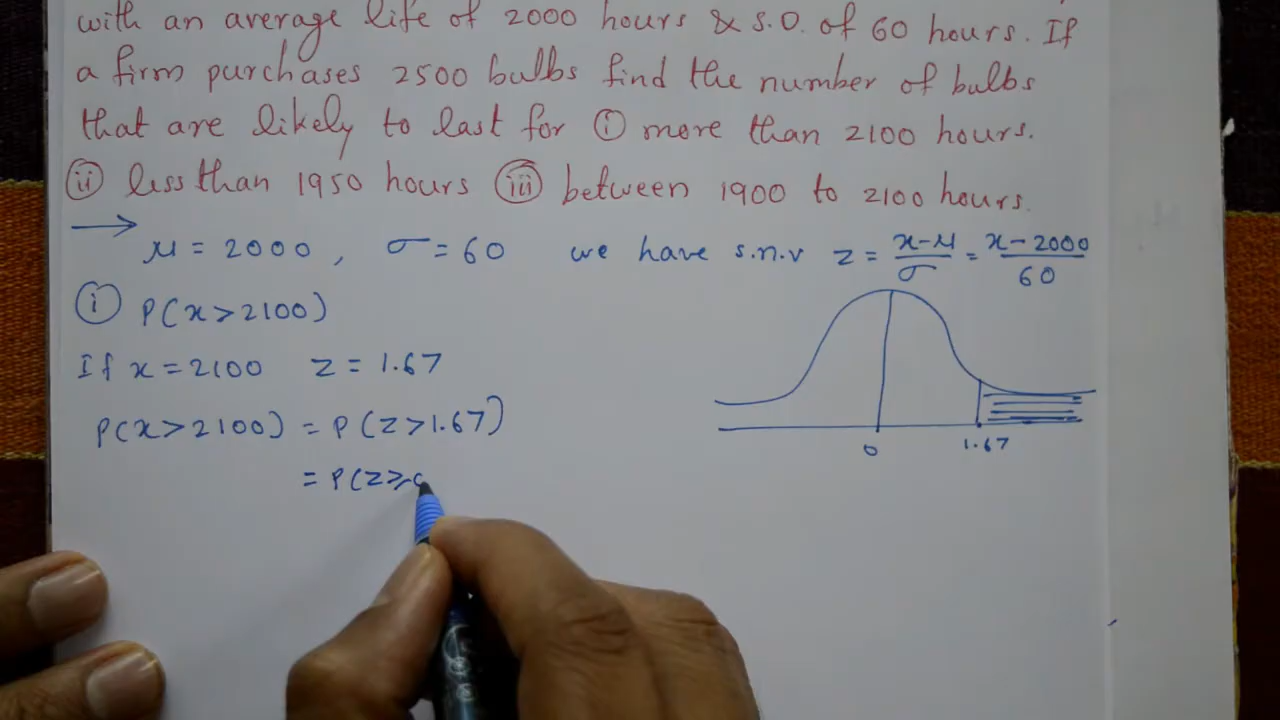 with an average life of 2000 hours & S.D. of 60 hours. If
a firm purchases 2500 bulbs find the number of bulbs
that are likely to last for (i) more than 2100 hours.
(ii) less than 1950 hours (iii) between 1900 to 2100 hours.
→ μ = 2000, σ = 60 we have s.n.v z = (x-μ)/σ = (x-2000)/60
(i) P(x>2100)
If x = 2100 z = 1.67
P(x>2100) = P(z>1.67)
= P(z≥0
0 1.67